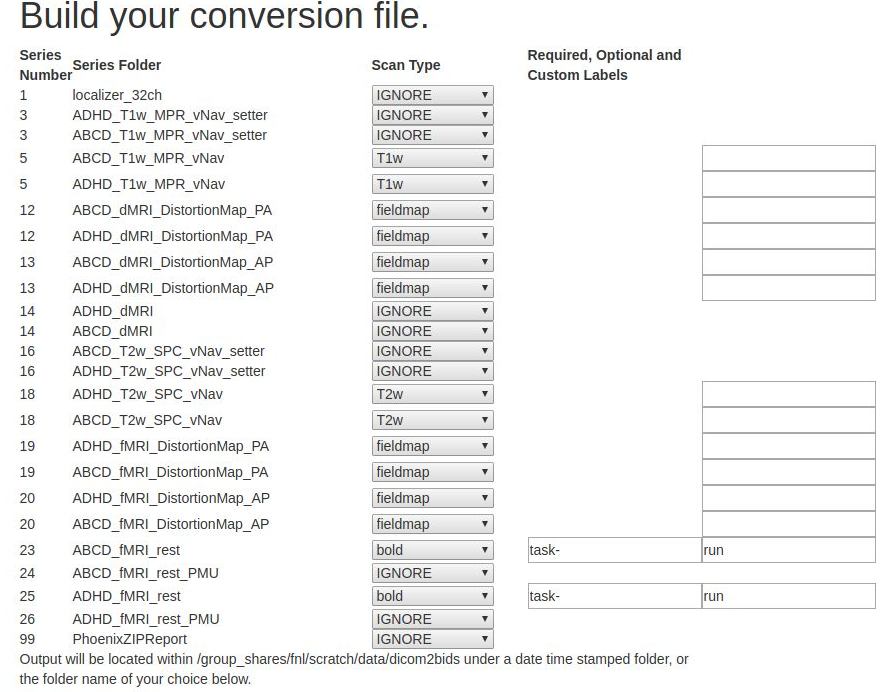 Build your conversion file.
Series Number Series Folder Scan Type Required, Optional and Custom Labels
1 localizer_32ch IGNORE
3 ADHD_T1w_MPR_vNav_setter IGNORE
3 ABCD_T1w_MPR_vNav_setter IGNORE
5 ABCD_T1w_MPR_vNav T1w
5 ADHD_T1w_MPR_vNav T1w
12 ABCD_dMRI_DistortionMap_PA fieldmap
12 ADHD_dMRI_DistortionMap_PA fieldmap
13 ABCD_dMRI_DistortionMap_AP fieldmap
13 ADHD_dMRI_DistortionMap_AP fieldmap
14 ADHD_dMRI IGNORE
14 ABCD_dMRI IGNORE
16 ABCD_T2w_SPC_vNav_setter IGNORE
16 ADHD_T2w_SPC_vNav_setter IGNORE
18 ADHD_T2w_SPC_vNav T2w
18 ABCD_T2w_SPC_vNav T2w
19 ADHD_fMRI_DistortionMap_PA fieldmap
19 ABCD_fMRI_DistortionMap_PA fieldmap
20 ADHD_fMRI_DistortionMap_AP fieldmap
20 ABCD_fMRI_DistortionMap_AP fieldmap
23 ABCD_fMRI_rest bold task- run
24 ABCD_fMRI_rest_PMU IGNORE
25 ADHD_fMRI_rest bold task- run
26 ADHD_fMRI_rest_PMU IGNORE
99 PhoenixZIPReport IGNORE
Output will be located within /group_shares/fnl/scratch/data/dicom2bids under a date time stamped folder, or
the folder name of your choice below.